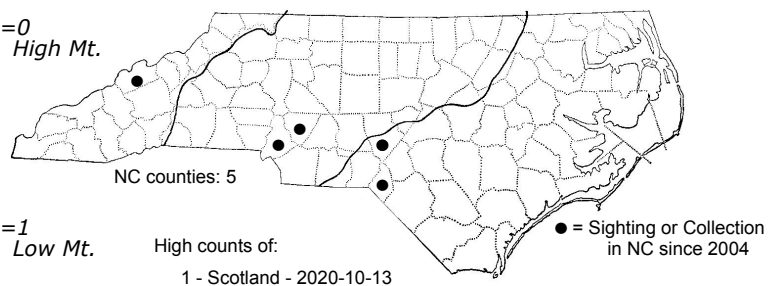 =0
High Mt.
NC counties: 5
=1
Low Mt.
High counts of:
1 - Scotland - 2020-10-13
● = Sighting or Collection
in NC since 2004